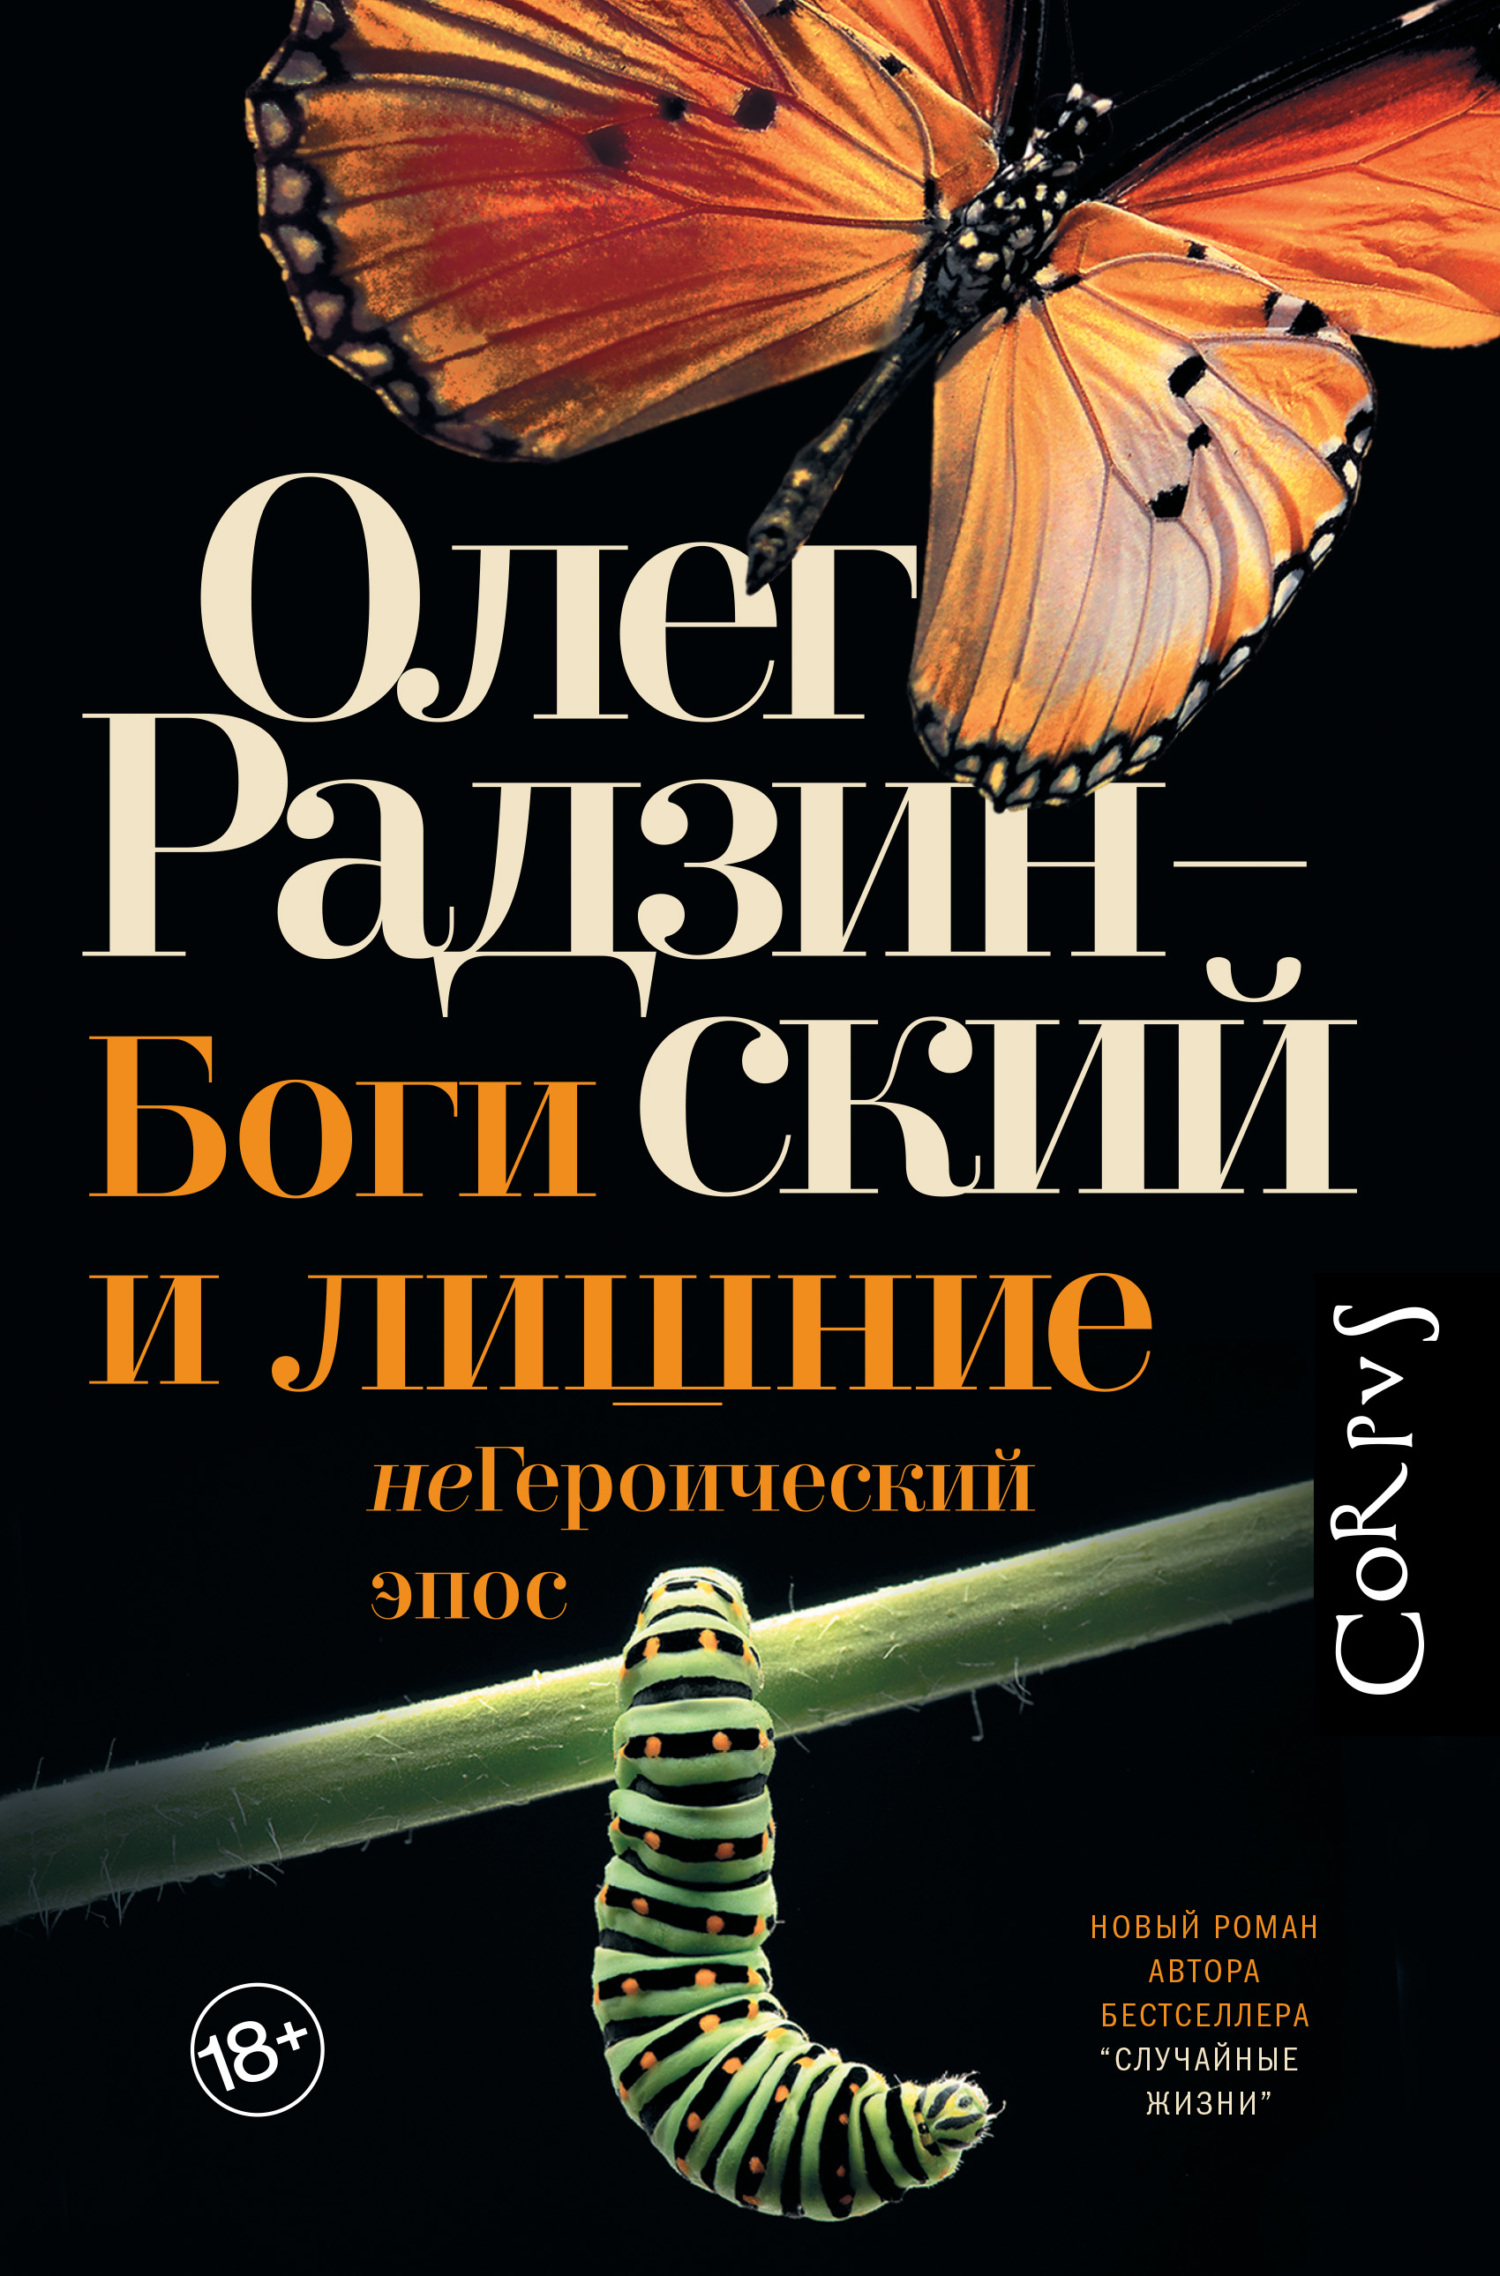 Олег
Радзин–
ский
Боги
и лишние
неГероический
эпос
CoRpvS
НОВЫЙ РОМАН
АВТОРА
БЕСТСЕЛЛЕРА
“СЛУЧАЙНЫЕ
ЖИЗНИ”
18+